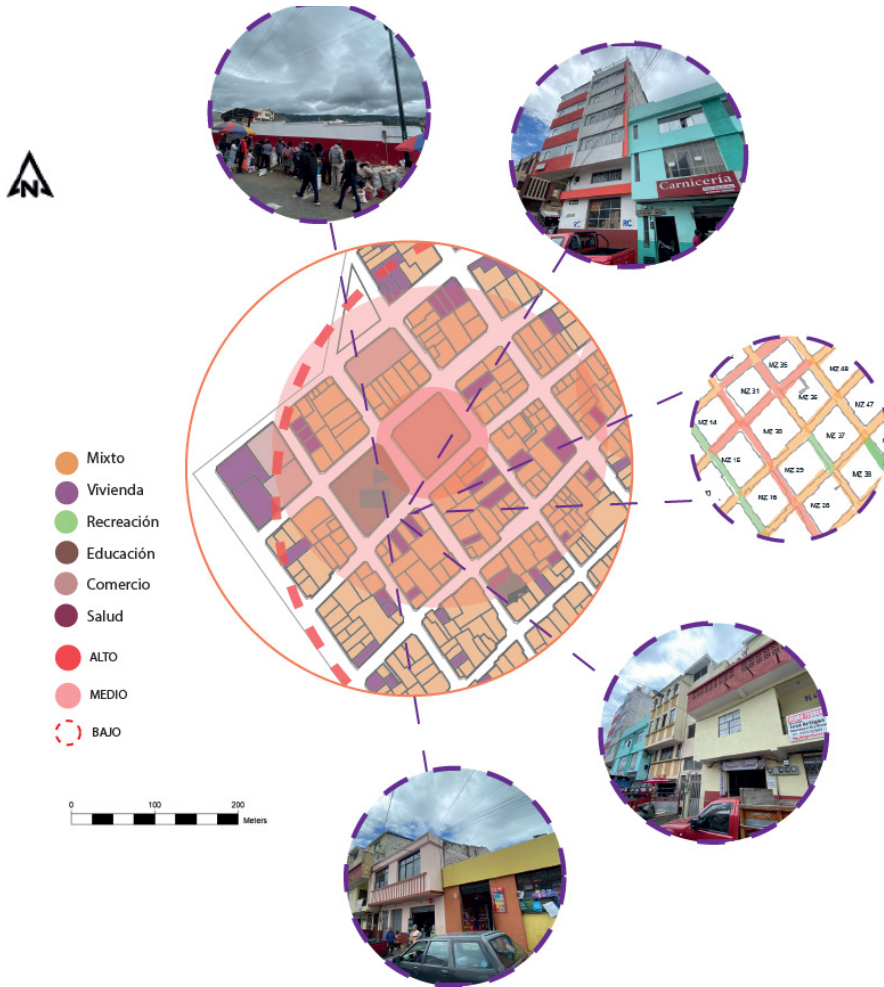 N
Carnicería
RC
MZ 35
MZ 48
MZ 31
MZ 36
MZ 47
MZ 14
MZ 30
MZ 37
MZ 15
MZ 29
MZ 38
MZ 16
MZ 28
Mixto
Vivienda
Recreación
Educación
Comercio
Salud
ALTO
MEDIO
BAJO
0 100 200
Meters